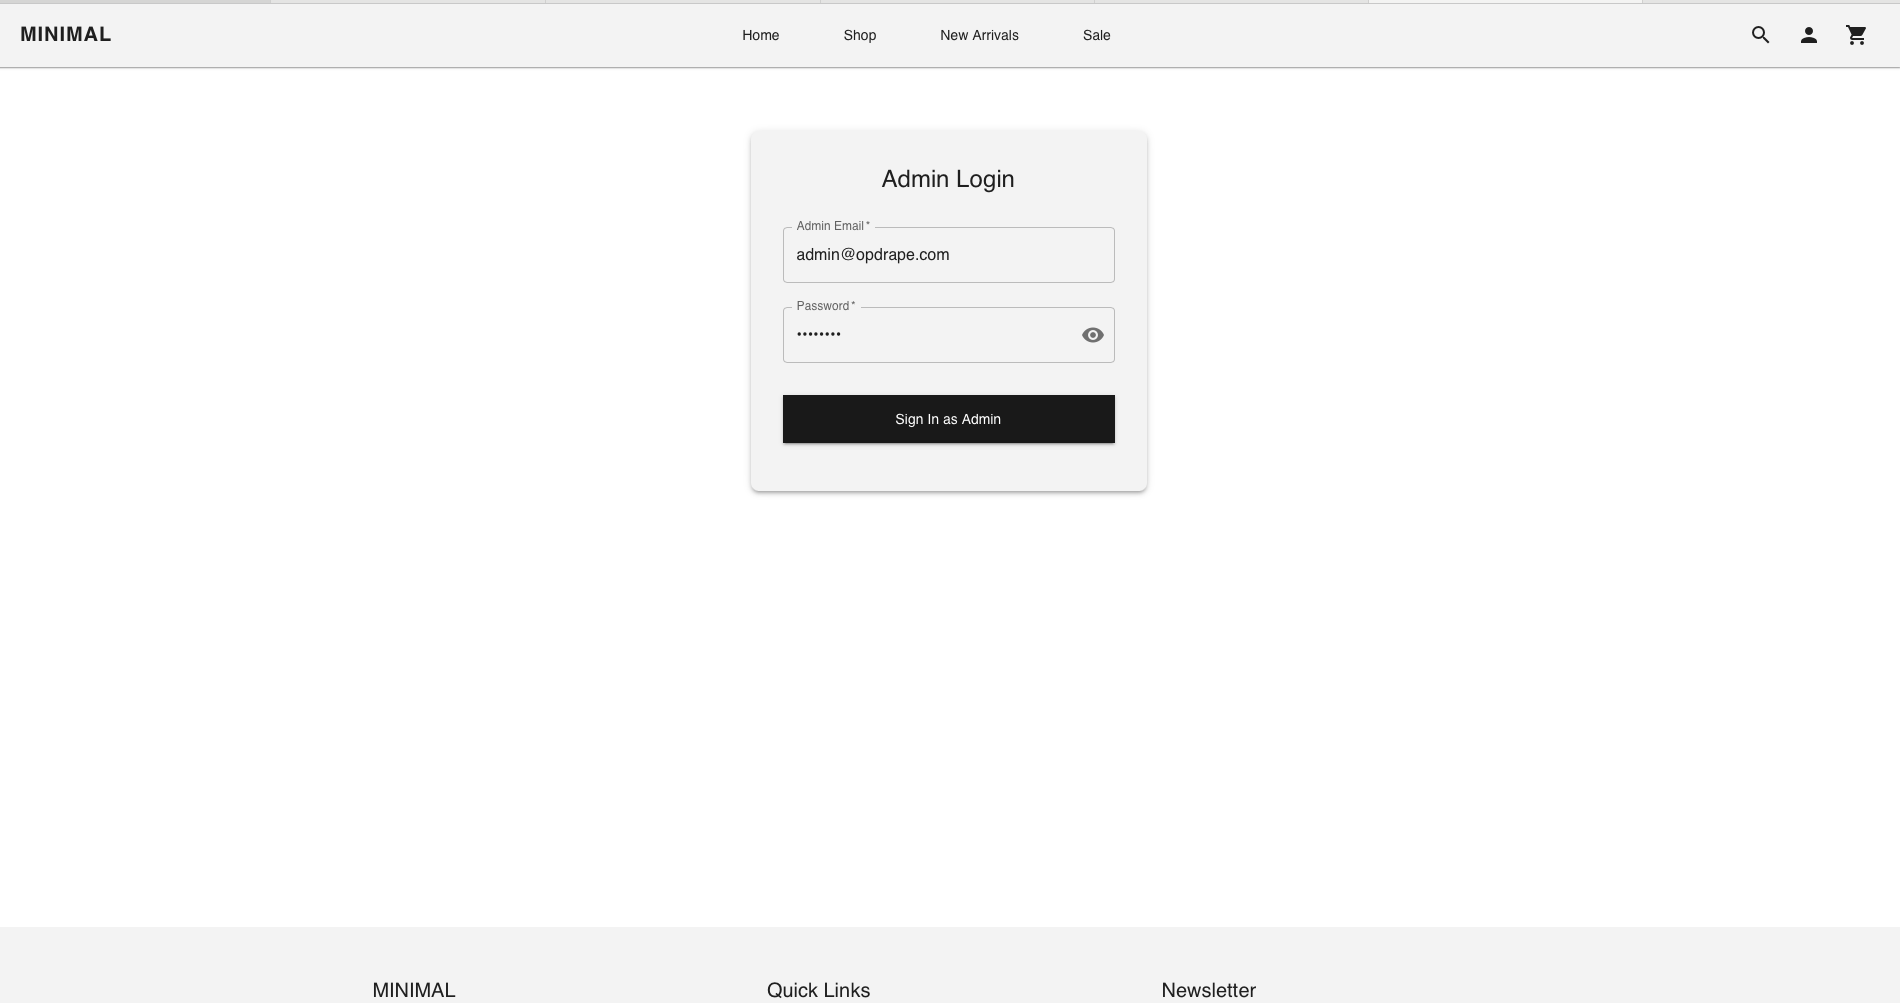 MINIMAL
Home
Shop
New Arrivals
Sale
Admin Login
Admin Email *
admin@opdrape.com
Password *
••••••••
Sign In as Admin
MINIMAL
Quick Links
Newsletter